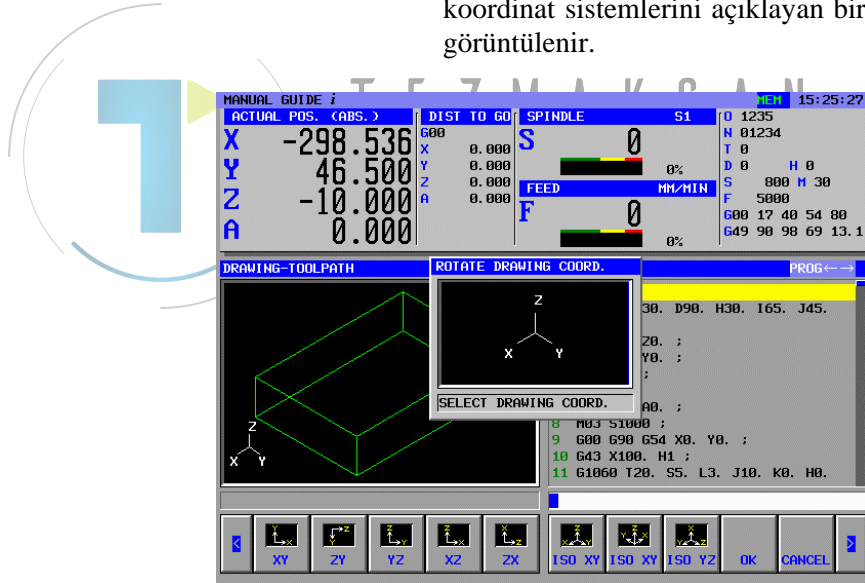 koordinat sistemlerini açıklayan bir
görüntülenir.
MANUAL GUIDE i
MEM 15:25:27
ACTUAL POS. (ABS.)
X -298.536
Y 46.500
Z -10.000
A 0.000
DIST TO GO
G00
X 0.000
Y 0.000
Z 0.000
A 0.000
SPINDLE S1
S 0
0%
FEED MM/MIN
F 0
0%
O 1235
N 01234
T 0
D 0 H 0
S 800 M 30
F 5000
G00 17 40 54 80
G49 90 98 69 13.1
DRAWING-TOOLPATH
PROG←→
ROTATE DRAWING COORD.
Z
X Y
SELECT DRAWING COORD.
Z
X Y
30. D90. H30. I65. J45.
Z0. ;
Y0. ;
;
A0. ;
8 M03 S1000 ;
9 G00 G90 G54 X0. Y0. ;
10 G43 X100. H1 ;
11 G1060 T20. S5. L3. J10. K0. H0.
XY ZY YZ XZ ZX ISO XY ISO XY ISO YZ OK CANCEL